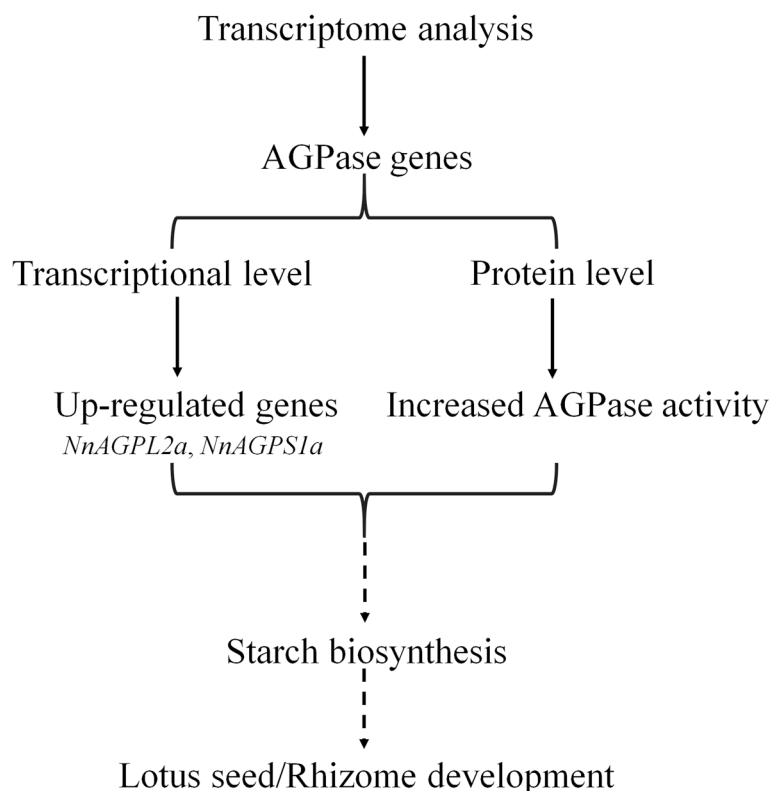 Transcriptome analysis
AGPase genes
Transcriptional level
Protein level
Up-regulated genes
NnAGPL2a, NnAGPS1a
Increased AGPase activity
Starch biosynthesis
Lotus seed/Rhizome development